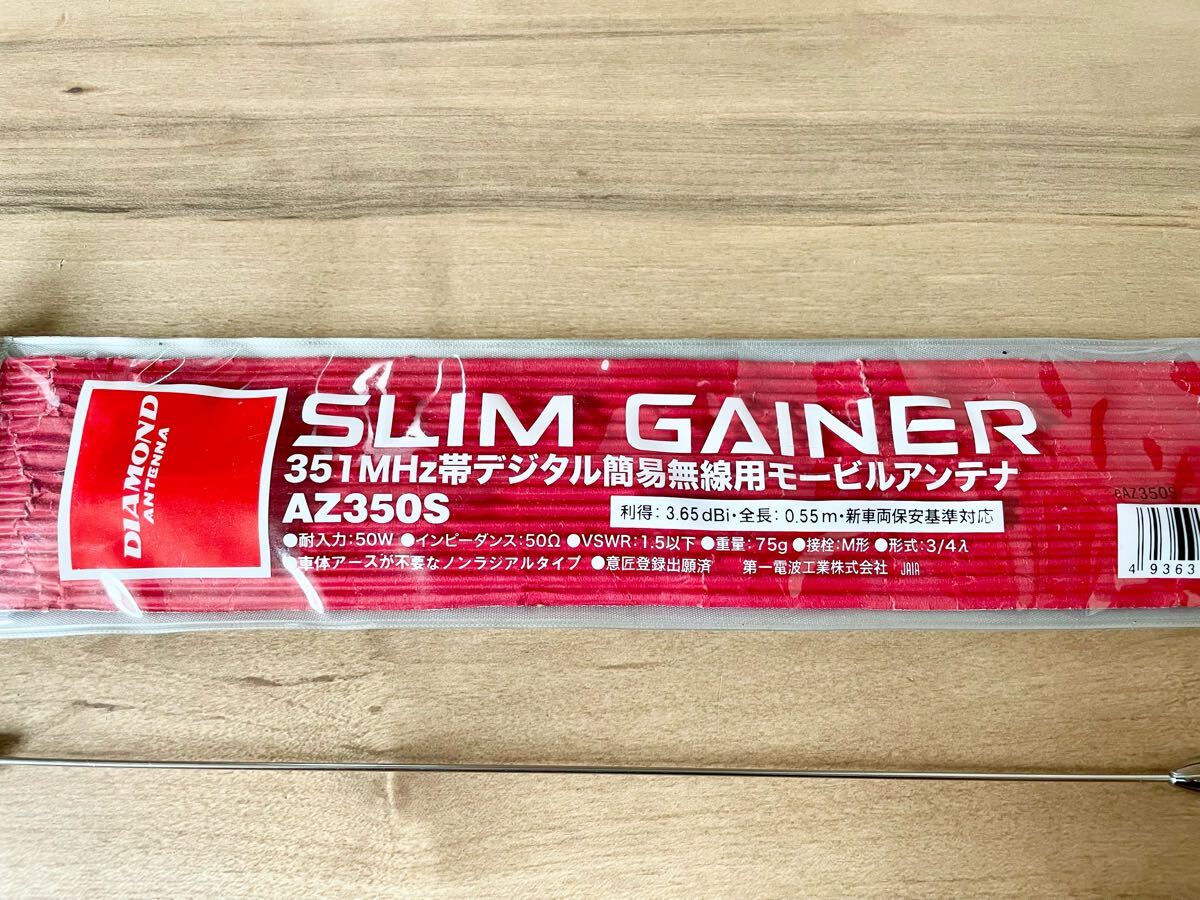 DIAMOND
ANTENNA
SLIM GAINER
351MHz帯デジタル簡易無線用モービルアンテナ
AZ350S
利得：3.65dBi・全長：0.55m・新車両保安基準対応
●耐入力：50W ●インピーダンス：50Ω ●VSWR：1.5以下 ●重量：75g ●接栓：M形 ●形式：3/4λ
●車体アースが不要なノンラジアルタイプ ●意匠登録出願済 第一電波工業株式会社 JAIA
eAZ350S
4 9363